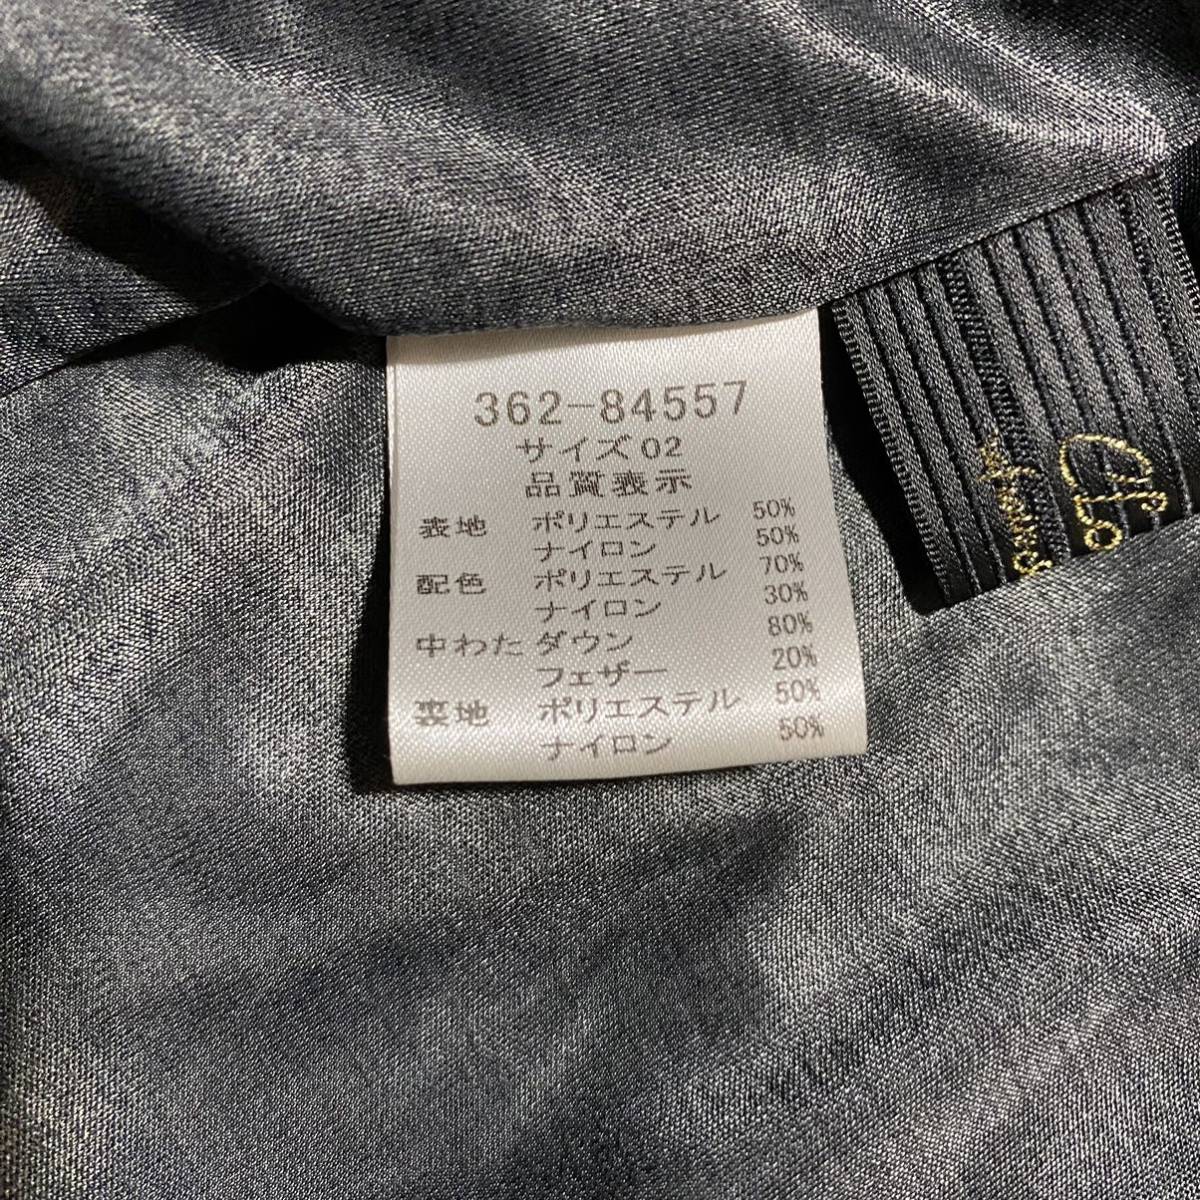 362-84557
サイズ02
品質表示
表地 ポリエステル 50%
ナイロン 50%
配色 ポリエステル 70%
ナイロン 30%
中わた ダウン 80%
フェザー 20%
裏地 ポリエステル 50%
ナイロン 50%